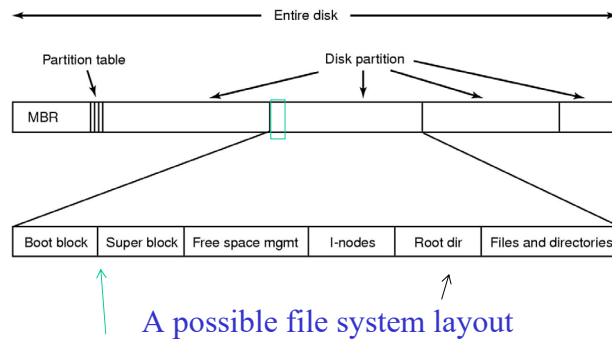 Entire disk
Partition table
Disk partition
MBR
Boot block Super block Free space mgmt I-nodes Root dir Files and directories
A possible file system layout